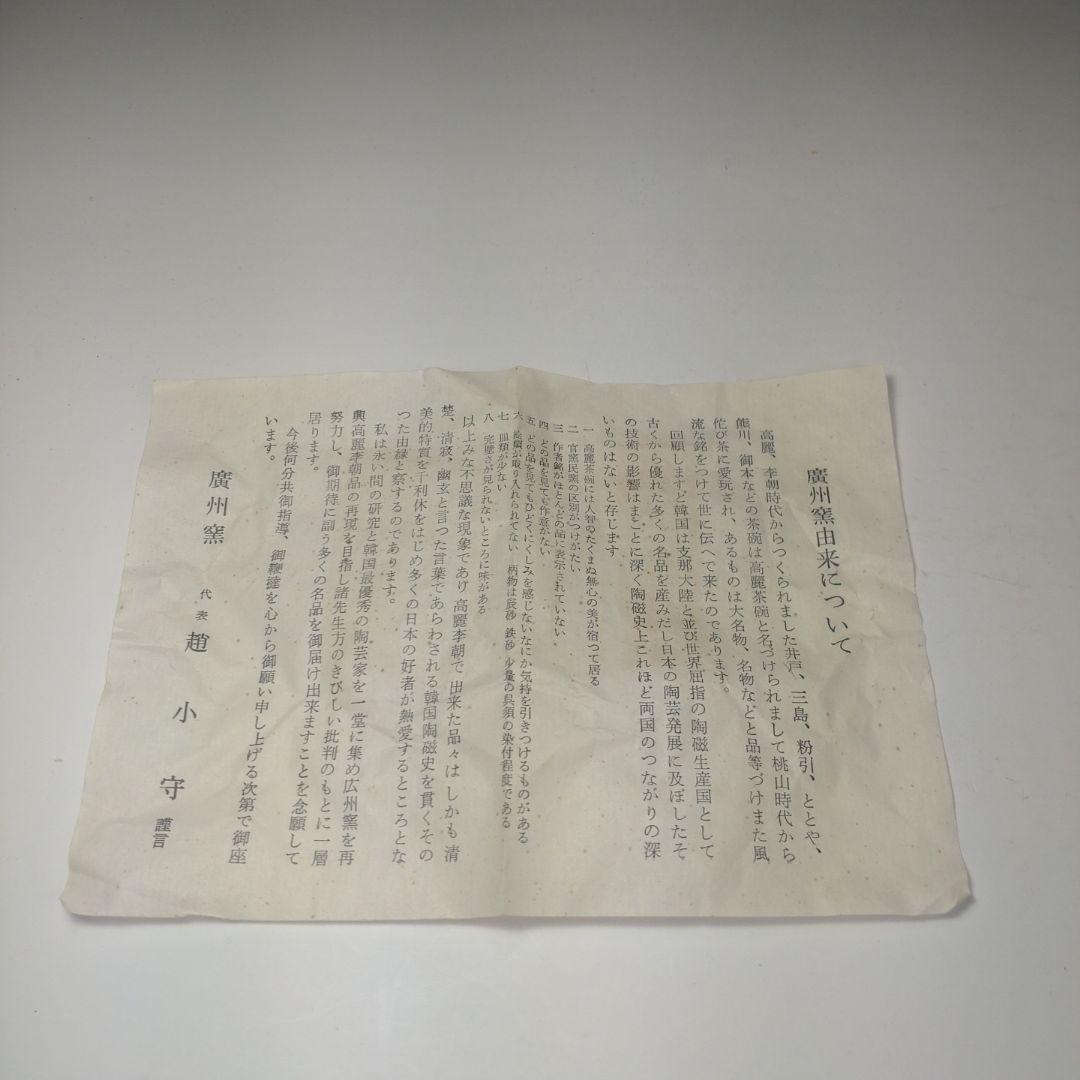 廣州窯由来について
高麗、李朝時代からつくられました井戸、三島、粉引、ととや、
熊川、御本などの茶碗は高麗茶碗と名づけられまして桃山時代から
侘び茶に愛玩され、あるものは大名物、名物などと品等づけまた風
流な銘をつけて世に伝へて来たのであります。
回顧しますと韓国は支那大陸と並び世界屈指の陶磁生産国として
古くから優れた多くの名品を産みだし日本の陶芸発展に及ぼしたそ
の技術の影響はまことに深く陶磁史上これほど両国のつながりの深
いものはないと存じます。
一 高麗茶碗には人智のたくまぬ無心の美が宿つて居る
二 官窯民窯の区別がつけがたい
三 作者銘がほとんどの品に表示されていない
四 どの品を見ても作意がない
五 どの品を見てもひどくにくしみを感じないなにか気持を引きつけるものがある
六 絵柄が取り入れられてない 柄物は辰砂 鉄砂 少量の呉須の染付程度である
七 皿類が少ない
八 完璧さが見られないところに味がある
以上みな不思議な現象であり 高麗李朝で 出来た品々は しかも 清
楚、清寂、幽玄と言つた言葉であらわされる韓国陶磁史を貫くその
美的特質を千利休をはじめ多くの日本の好者が熱愛するところとな
つた由縁と察するのであります。
私は永い間の研究と韓国最優秀の陶芸家を一堂に集め広州窯を再
興高麗李朝品の再現を目指し諸先生方のきびしい批判のもとに一層
努力し、御期待に副う多くの名品を御届け出来ますことを念願して
居ります。
今後何分共御指導、御鞭撻を心から御願い申し上げる次第で御座
います。
廣州窯 代表 趙小守 謹言